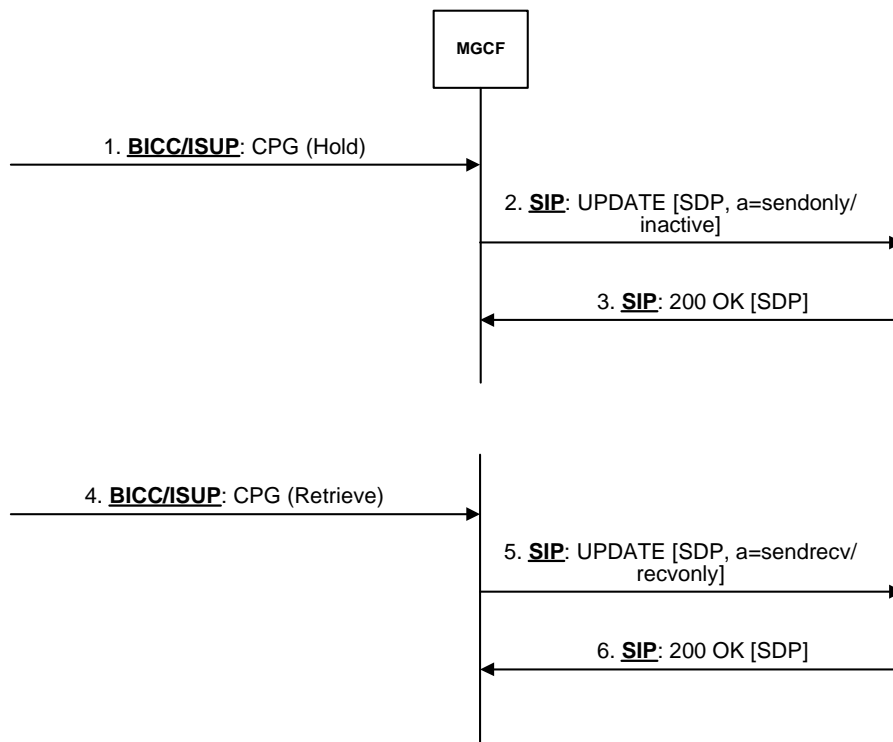 MGCF
1. BICC/ISUP: CPG (Hold)
2. SIP: UPDATE [SDP, a=sendonly/
inactive]
3. SIP: 200 OK [SDP]
4. BICC/ISUP: CPG (Retrieve)
5. SIP: UPDATE [SDP, a=sendrecv/
recvonly]
6. SIP: 200 OK [SDP]